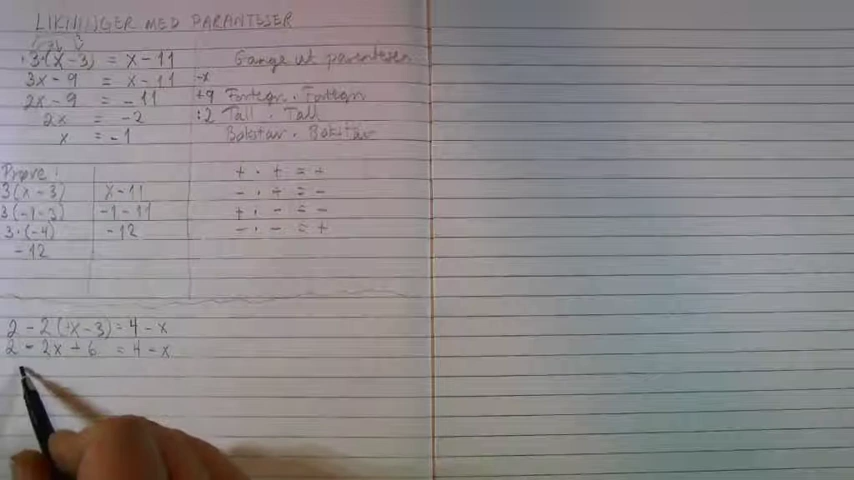 LIKNINGER MED PARANTESER
3·(x-3) = x-11 Gange ut parentesen
3x - 9 = x-11 -x
2x - 9 = -11 +9 Fortegn · Fortegn
2x = -2 :2 Tall · Tall
x = -1 Bokstav · Bokstav
Prøve:
+ · + = +
3(x-3) x-11 - · + = -
3(-1-3) -1-11 + · - = -
3·(-4) -12 - · - = +
-12
2 - 2(+x-3) = 4 - x
2 - 2x + 6 = 4 - x